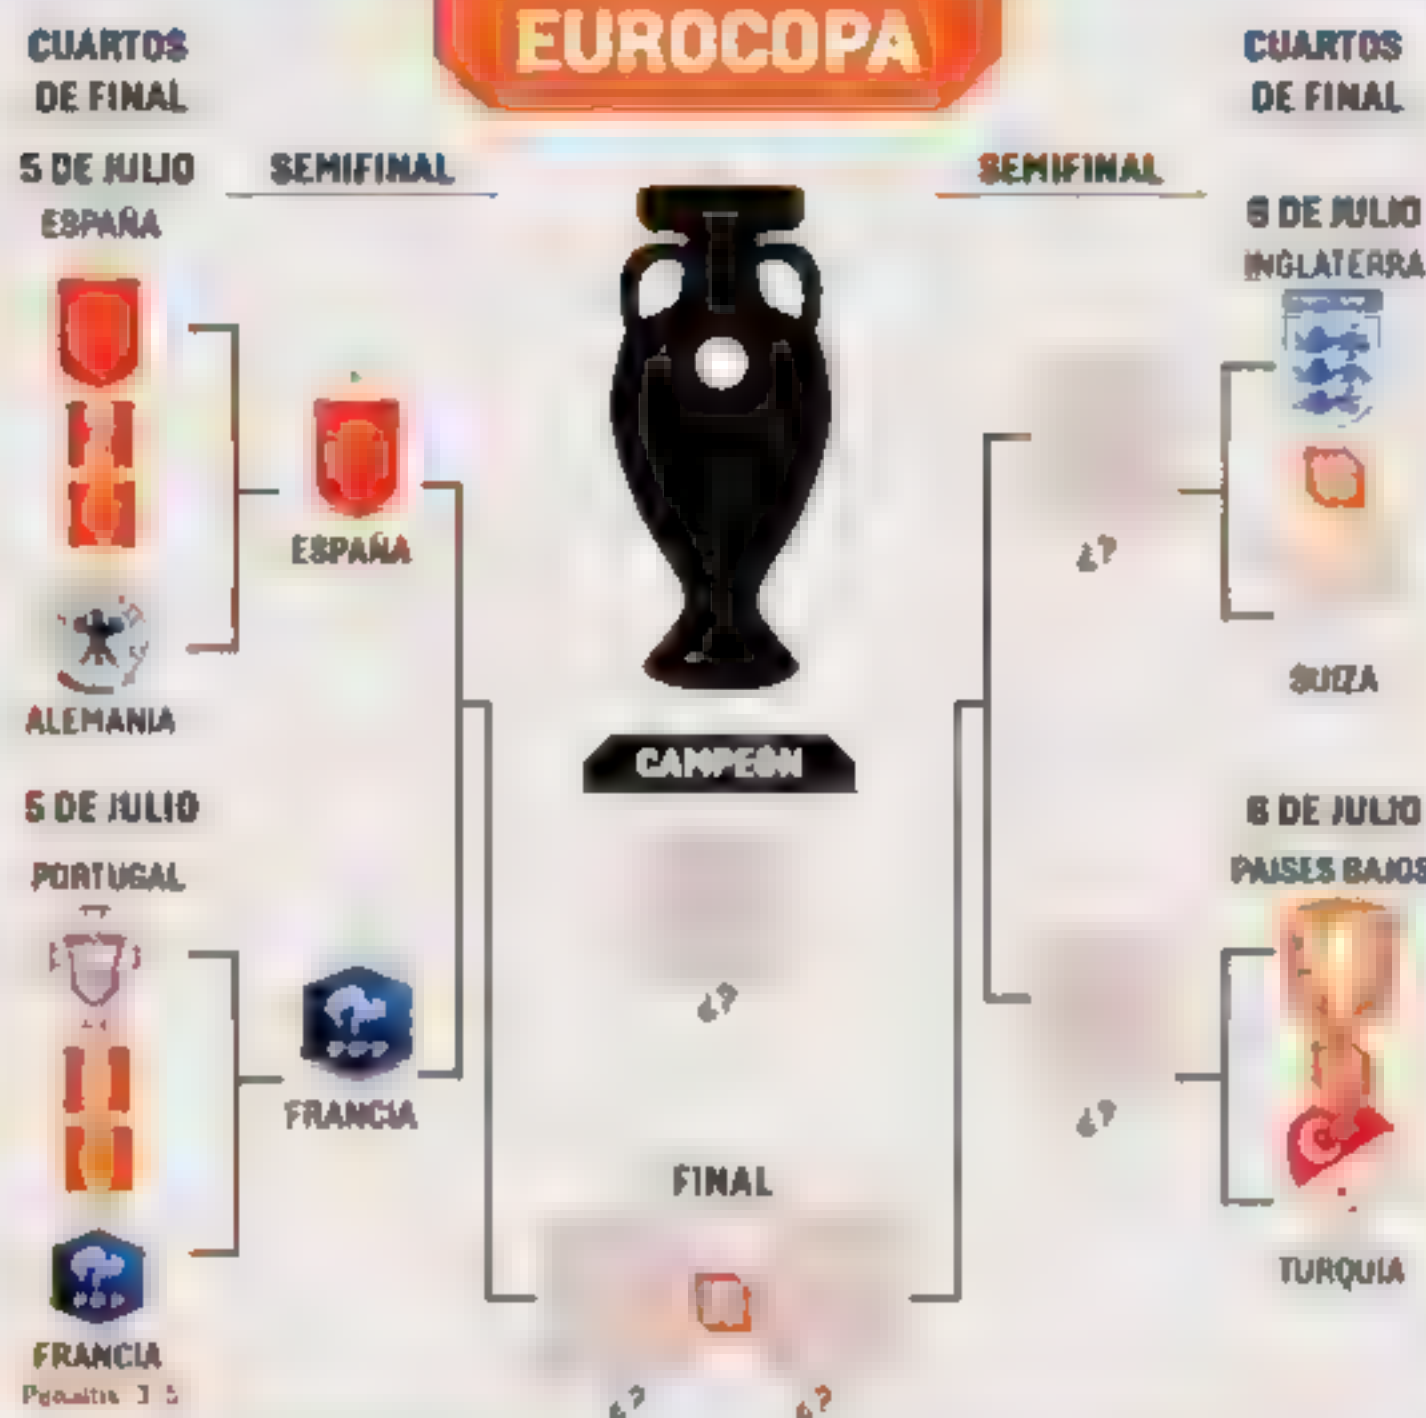 EUROCOPA
CUARTOS
DE FINAL
5 DE JULIO
ESPAÑA
ALEMANIA
5 DE JULIO
PORTUGAL
FRANCIA
SEMIFINAL
ESPAÑA
FRANCIA
CAMPEÓN
¿?
FINAL
¿? ¿?
SEMIFINAL
¿?
¿?
CUARTOS
DE FINAL
6 DE JULIO
INGLATERRA
SUIZA
6 DE JULIO
PAISES BAJOS
TURQUIA